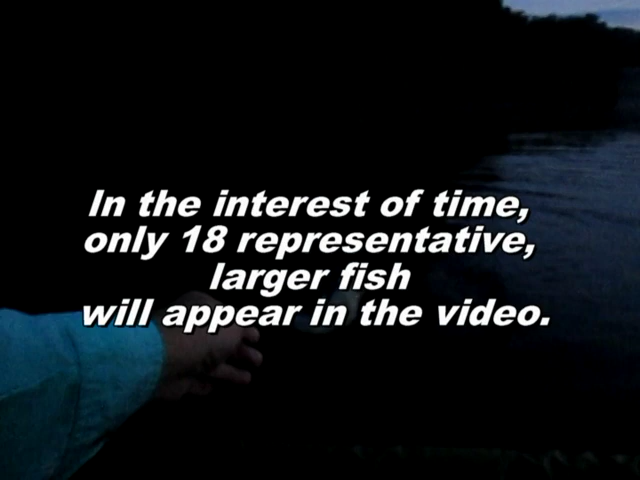 In the interest of time,
only 18 representative,
larger fish
will appear in the video.